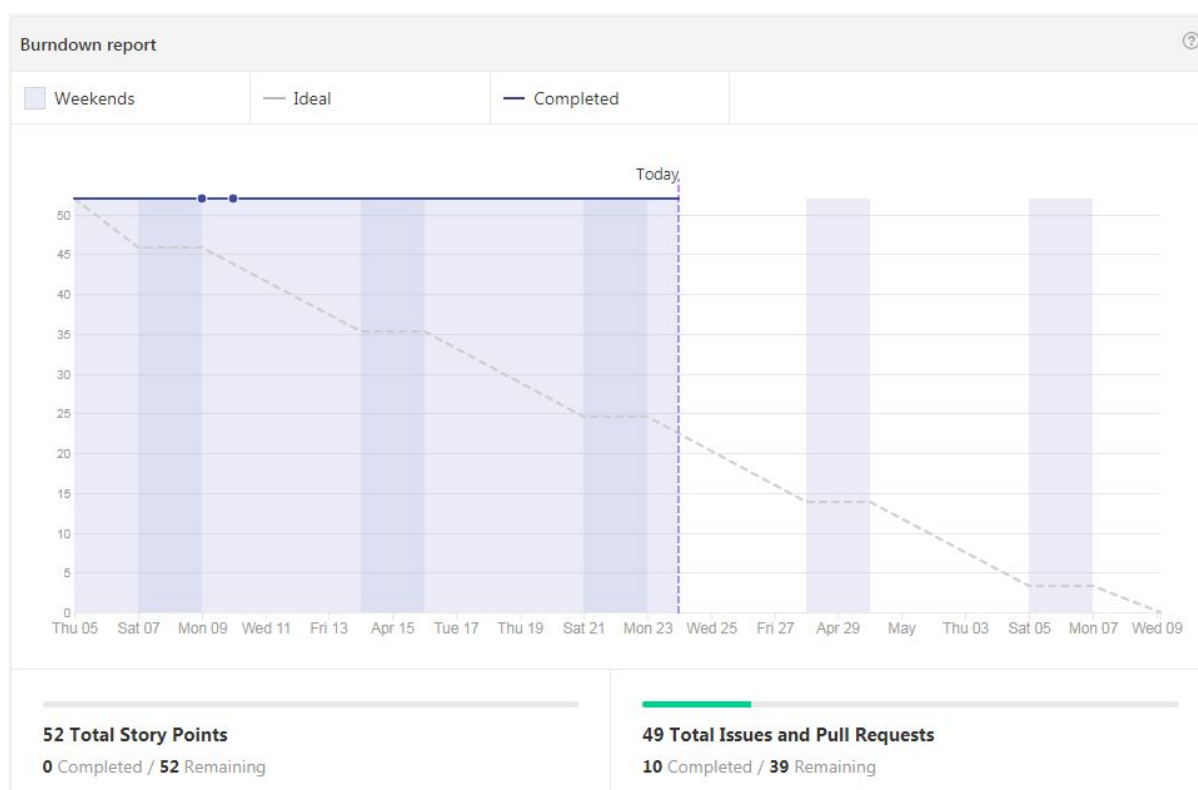 Burndown report
Weekends
Ideal
Completed
Today
50
45
40
35
30
25
20
15
10
5
0
Thu 05 Sat 07 Mon 09 Wed 11 Fri 13 Apr 15 Tue 17 Thu 19 Sat 21 Mon 23 Wed 25 Fri 27 Apr 29 May Thu 03 Sat 05 Mon 07 Wed 09
52 Total Story Points
0 Completed / 52 Remaining
49 Total Issues and Pull Requests
10 Completed / 39 Remaining